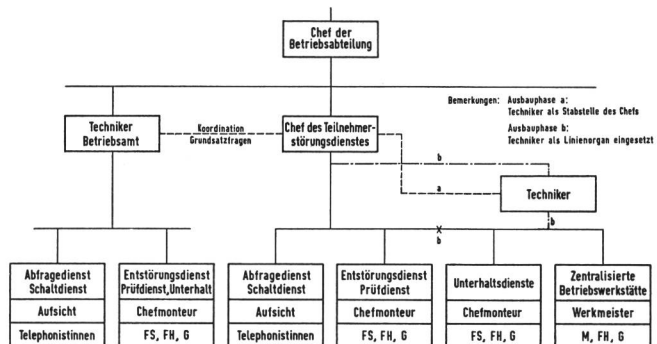 Chef der
Betriebsabteilung
Bemerkungen: Ausbauphase a:
Techniker als Stabstelle des Chefs
Ausbauphase b:
Techniker als Linienorgan eingesetzt
Techniker
Betriebsamt
Koordination
Grundsatzfragen
Chef des Teilnehmer-
störungsdienstes
b
a
Techniker
b
b
Abfragedienst
Schaltdienst
Aufsicht
Telephonistinnen
Entstörungsdienst
Prüfdienst,Unterhalt
Chefmonteur
FS, FH, G
Abfragedienst
Schaltdienst
Aufsicht
Telephonistinnen
Entstörungsdienst
Prüfdienst
Chefmonteur
FS, FH, G
Unterhaltsdienste
Chefmonteur
FS, FH, G
Zentralisierte
Betriebswerkstätte
Werkmeister
M, FH, G